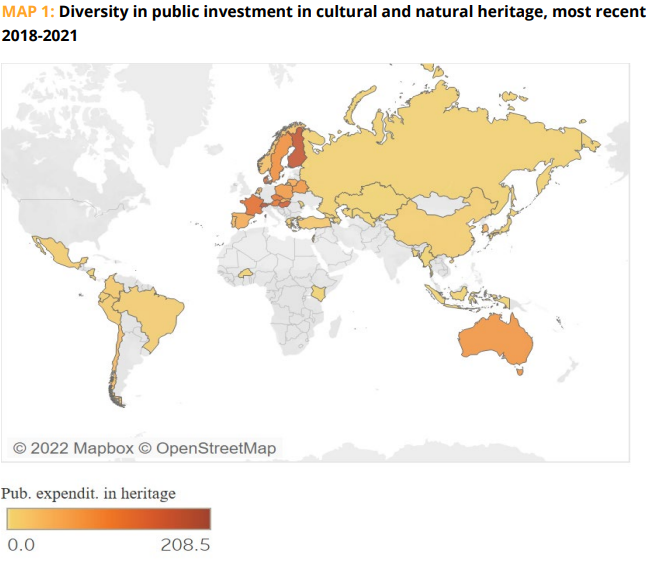 MAP 1: Diversity in public investment in cultural and natural heritage, most recent
2018-2021
© 2022 Mapbox © OpenStreetMap
Pub. expendit. in heritage
0.0 208.5